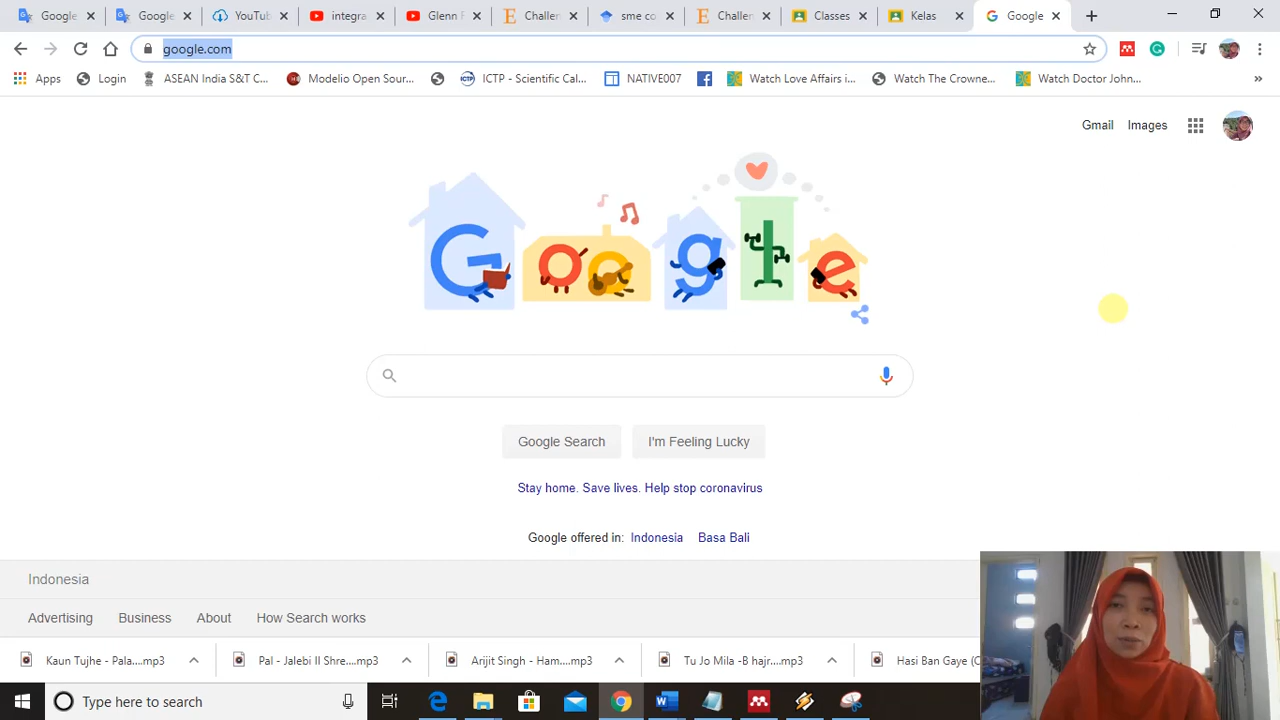 Google
Google
YouTub
integra
Glenn F
Challen
sme co
Challen
Classes
Kelas
Google
google.com
Apps
Login
ASEAN India S&T C...
Modelio Open Sour...
ICTP - Scientific Cal...
NATIVE007
Watch Love Affairs i...
Watch The Crowne...
Watch Doctor John...
Gmail
Images
Google
Google Search
I'm Feeling Lucky
Stay home. Save lives. Help stop coronavirus
Google offered in: Indonesia Basa Bali
Indonesia
Advertising
Business
About
How Search works
Kaun Tujhe - Pala....mp3
Pal - Jalebi II Shre....mp3
Arijit Singh - Ham....mp3
Tu Jo Mila -B hajr....mp3
Hasi Ban Gaye (C
Type here to search